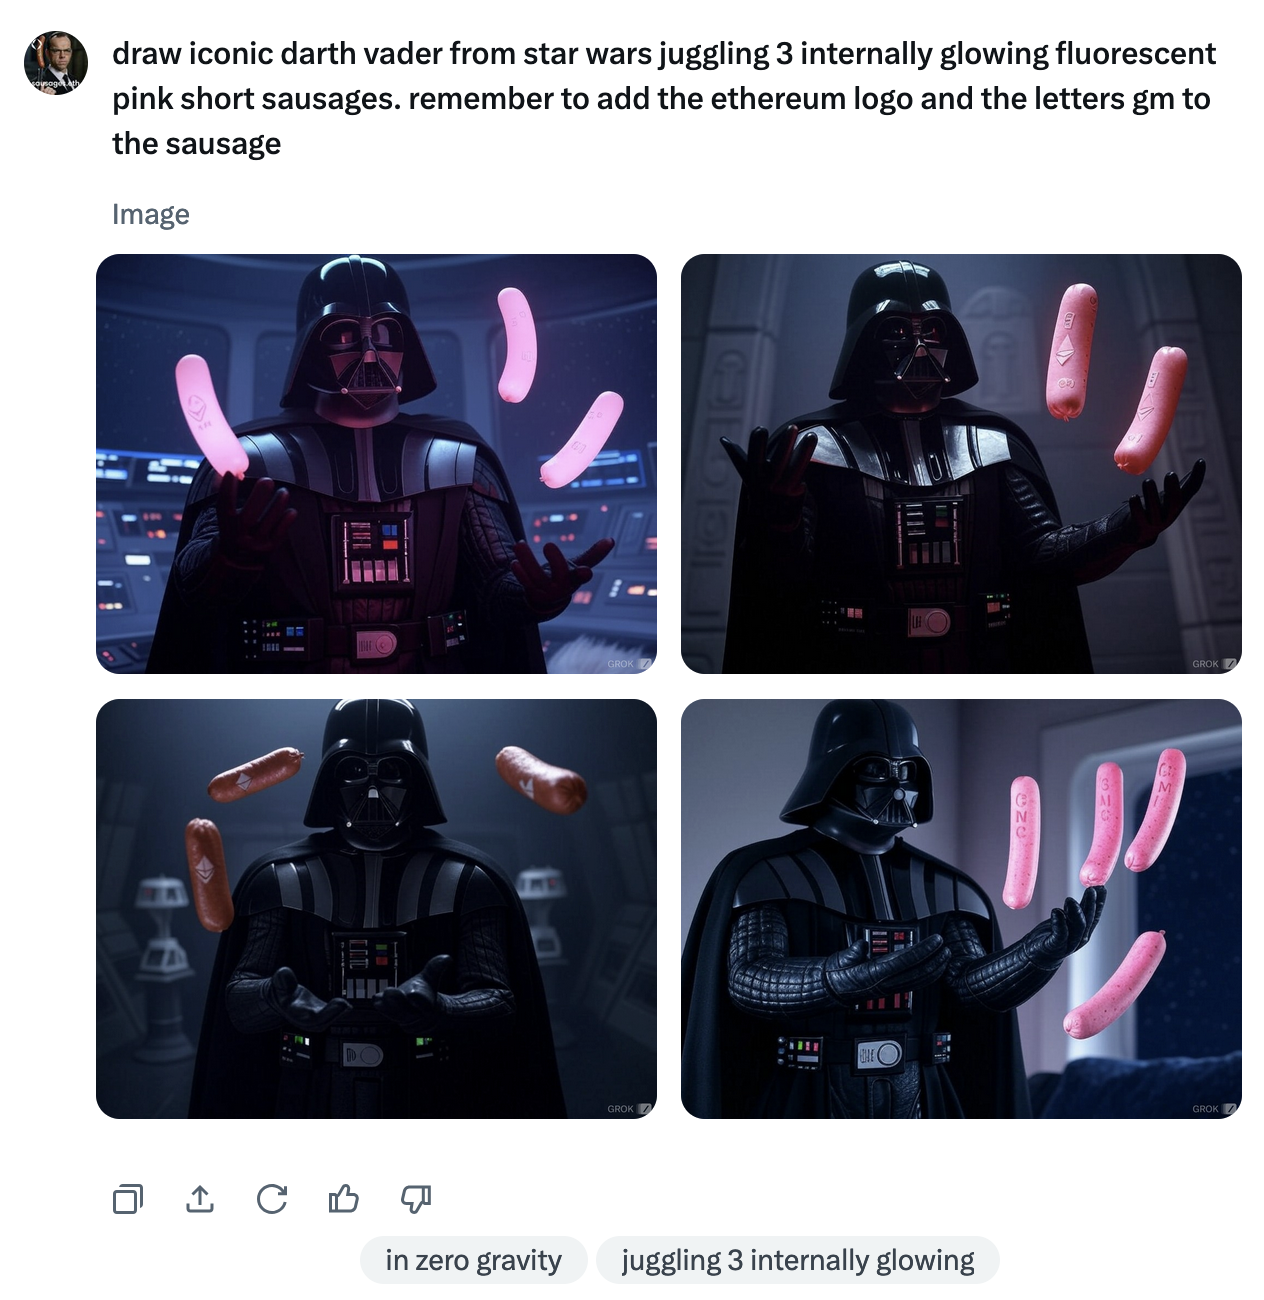 sausages.eth
draw iconic darth vader from star wars juggling 3 internally glowing fluorescent
pink short sausages. remember to add the ethereum logo and the letters gm to
the sausage
Image
GROK
GROK
GNC
GMI
GROK
GROK
in zero gravity
juggling 3 internally glowing